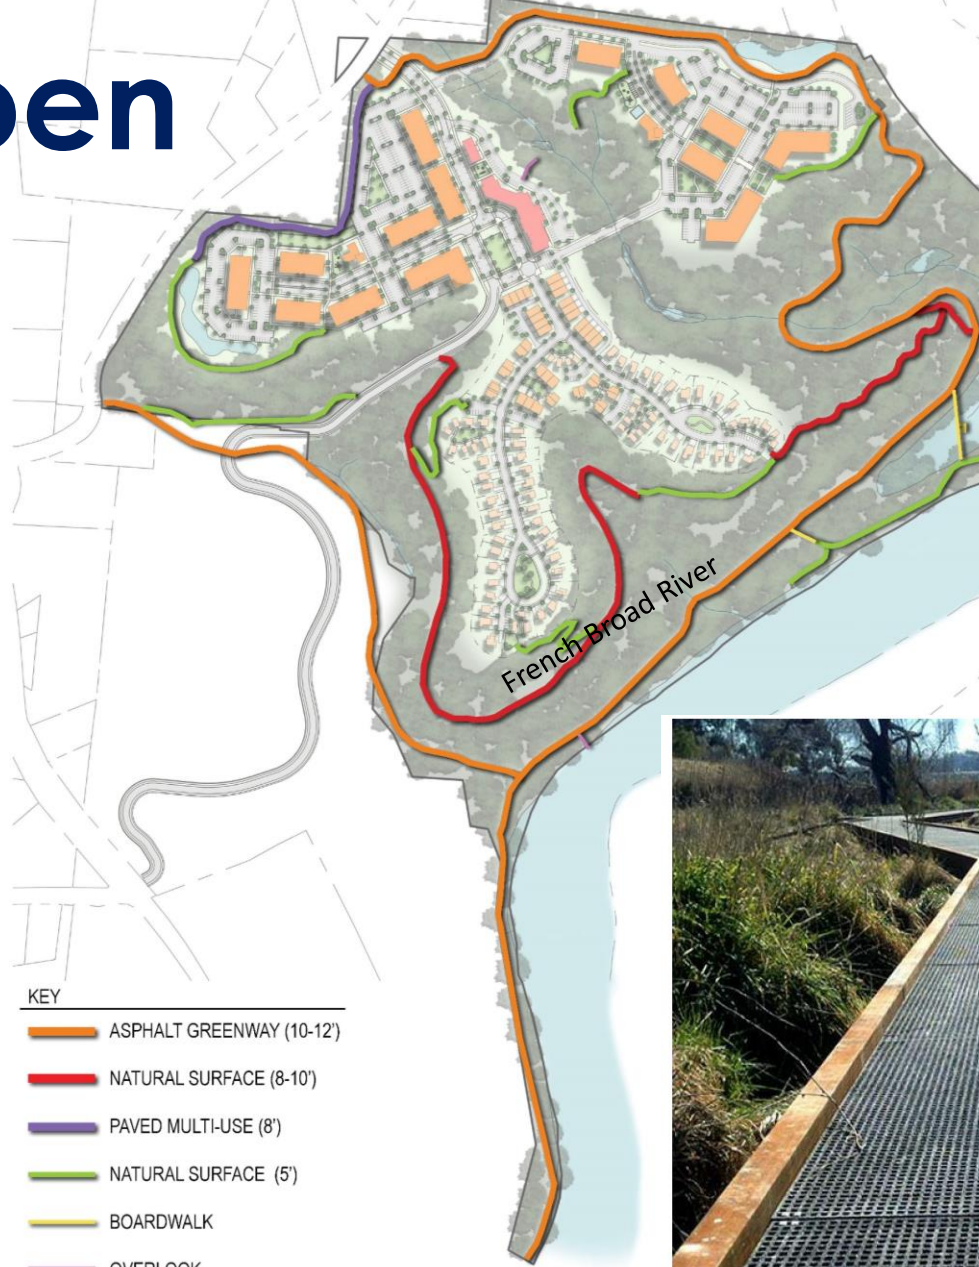 pen
French Broad River
KEY
ASPHALT GREENWAY (10-12')
NATURAL SURFACE (8-10')
PAVED MULTI-USE (8')
NATURAL SURFACE (5')
BOARDWALK
OVERLOOK